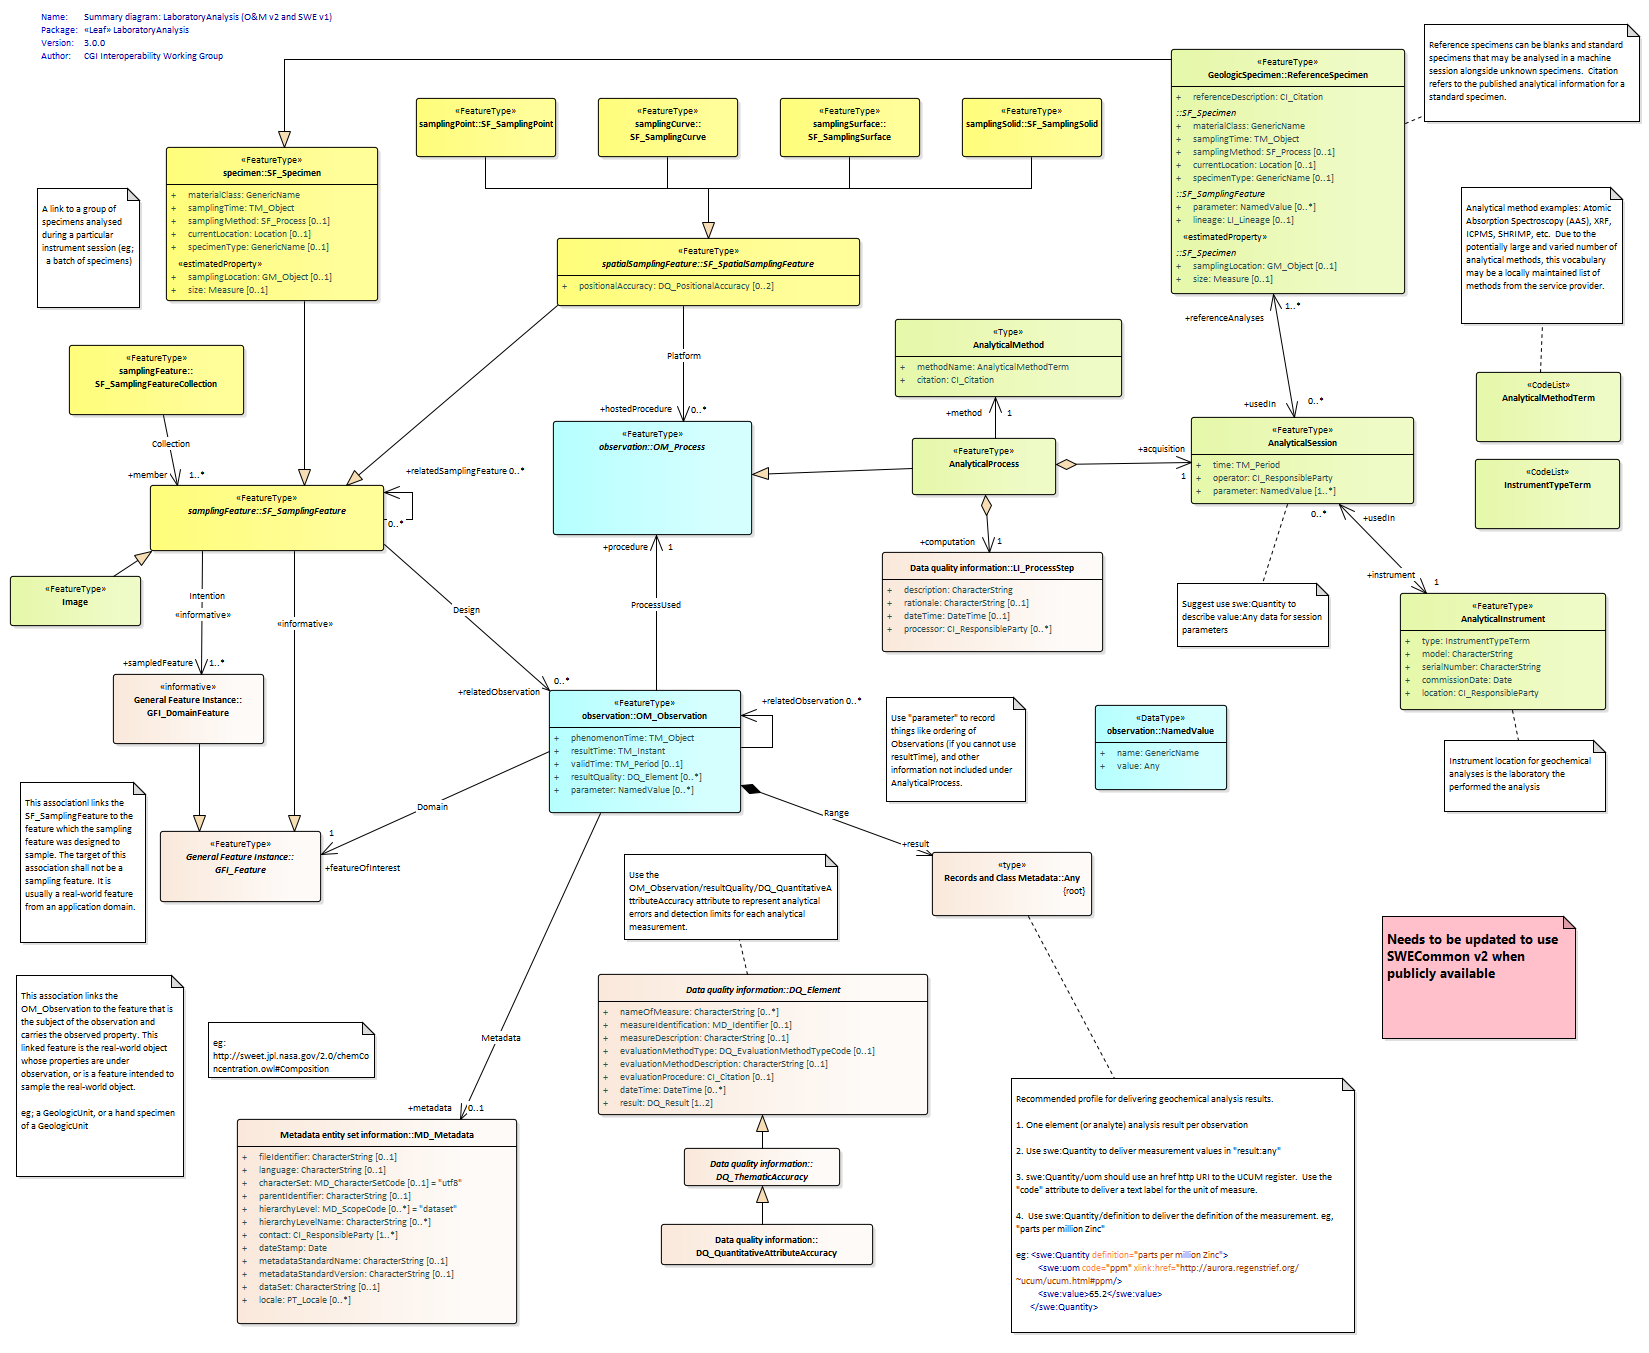 Name: Summary diagram: LaboratoryAnalysis (O&M v2 and SWE v1)
Package: «Leaf» LaboratoryAnalysis
Version: 3.0.0
Author: CGI Interoperability Working Group
Reference specimens can be blanks and standard
specimens that may be analysed in a machine
session alongside unknown specimens. Citation
refers to the published analytical information for a
standard specimen.
«FeatureType»
GeologicSpecimen::ReferenceSpecimen
+ referenceDescription: CI_Citation
::SF_Specimen
+ materialClass: GenericName
+ samplingTime: TM_Object
+ samplingMethod: SF_Process [0..1]
+ currentLocation: Location [0..1]
+ specimenType: GenericName [0..1]
::SF_SamplingFeature
+ parameter: NamedValue [0..*]
+ lineage: LI_Lineage [0..1]
«estimatedProperty»
::SF_Specimen
+ samplingLocation: GM_Object [0..1]
+ size: Measure [0..1]
«FeatureType»
samplingPoint::SF_SamplingPoint
«FeatureType»
samplingCurve::
SF_SamplingCurve
«FeatureType»
samplingSurface::
SF_SamplingSurface
«FeatureType»
samplingSolid::SF_SamplingSolid
«FeatureType»
specimen::SF_Specimen
+ materialClass: GenericName
+ samplingTime: TM_Object
+ samplingMethod: SF_Process [0..1]
+ currentLocation: Location [0..1]
+ specimenType: GenericName [0..1]
«estimatedProperty»
+ samplingLocation: GM_Object [0..1]
+ size: Measure [0..1]
A link to a group of
specimens analysed
during a particular
instrument session (eg;
a batch of specimens)
Analytical method examples: Atomic
Absorption Spectroscopy (AAS), XRF,
ICPMS, SHRIMP, etc. Due to the
potentially large and varied number of
analytical methods, this vocabulary
may be a locally maintained list of
methods from the service provider.
«FeatureType»
spatialSamplingFeature::SF_SpatialSamplingFeature
+ positionalAccuracy: DQ_PositionalAccuracy [0..2]
+referenceAnalyses 1..*
«FeatureType»
samplingFeature::
SF_SamplingFeatureCollection
Platform
«Type»
AnalyticalMethod
+ methodName: AnalyticalMethodTerm
+ citation: CI_Citation
«CodeList»
AnalyticalMethodTerm
+hostedProcedure 0..*
+method 1
+usedIn 0..*
Collection
+member 1..*
«FeatureType»
observation::OM_Process
«FeatureType»
AnalyticalProcess
+acquisition
1
«FeatureType»
AnalyticalSession
+ time: TM_Period
+ operator: CI_ResponsibleParty
+ parameter: NamedValue [1..*]
«CodeList»
InstrumentTypeTerm
+relatedSamplingFeature 0..*
0..*
«FeatureType»
samplingFeature::SF_SamplingFeature
0..*
+usedIn
+procedure 1
+computation 1
«FeatureType»
Image
Data quality information::LI_ProcessStep
+ description: CharacterString
+ rationale: CharacterString [0..1]
+ dateTime: DateTime [0..1]
+ processor: CI_ResponsibleParty [0..*]
+instrument 1
Intention
«informative»
«informative»
Design
ProcessUsed
Suggest use swe:Quantity to
describe value:Any data for session
parameters
«FeatureType»
AnalyticalInstrument
+ type: InstrumentTypeTerm
+ model: CharacterString
+ serialNumber: CharacterString
+ commissionDate: Date
+ location: CI_ResponsibleParty
+sampledFeature 1..*
«informative»
General Feature Instance::
GFI_DomainFeature
+relatedObservation 0..*
«FeatureType»
observation::OM_Observation
+ phenomenonTime: TM_Object
+ resultTime: TM_Instant
+ validTime: TM_Period [0..1]
+ resultQuality: DQ_Element [0..*]
+ parameter: NamedValue [0..*]
+relatedObservation 0..*
Use "parameter" to record
things like ordering of
Observations (if you cannot use
resultTime), and other
information not included under
AnalyticalProcess.
«DataType»
observation::NamedValue
+ name: GenericName
+ value: Any
Instrument location for geochemical
analyses is the laboratory the
performed the analysis
This associationl links the
SF_SamplingFeature to the
feature which the sampling
feature was designed to
sample. The target of this
association shall not be a
sampling feature. It is
usually a real-world feature
from an application domain.
Domain
1
+featureOfInterest
«FeatureType»
General Feature Instance::
GFI_Feature
Range
+result
«type»
Records and Class Metadata::Any
{root}
Use the
OM_Observation/resultQuality/DQ_QuantitativeA
ttributeAccuracy attribute to represent analytical
errors and detection limits for each analytical
measurement.
Needs to be updated to use
SWECommon v2 when
publicly available
This association links the
OM_Observation to the feature that is
the subject of the observation and
carries the observed property. This
linked feature is the real-world object
whose properties are under
observation, or is a feature intended to
sample the real-world object.
eg; a GeologicUnit, or a hand specimen
of a GeologicUnit
eg:
http://sweet.jpl.nasa.gov/2.0/chemCo
ncentration.owl#Composition
Metadata
+metadata 0..1
Data quality information::DQ_Element
+ nameOfMeasure: CharacterString [0..*]
+ measureIdentification: MD_Identifier [0..1]
+ measureDescription: CharacterString [0..1]
+ evaluationMethodType: DQ_EvaluationMethodTypeCode [0..1]
+ evaluationMethodDescription: CharacterString [0..1]
+ evaluationProcedure: CI_Citation [0..1]
+ dateTime: DateTime [0..*]
+ result: DQ_Result [1..2]
Data quality information::
DQ_ThematicAccuracy
Data quality information::
DQ_QuantitativeAttributeAccuracy
Metadata entity set information::MD_Metadata
+ fileIdentifier: CharacterString [0..1]
+ language: CharacterString [0..1]
+ characterSet: MD_CharacterSetCode [0..1] = "utf8"
+ parentIdentifier: CharacterString [0..1]
+ hierarchyLevel: MD_ScopeCode [0..*] = "dataset"
+ hierarchyLevelName: CharacterString [0..*]
+ contact: CI_ResponsibleParty [1..*]
+ dateStamp: Date
+ metadataStandardName: CharacterString [0..1]
+ metadataStandardVersion: CharacterString [0..1]
+ dataSet: CharacterString [0..1]
+ locale: PT_Locale [0..*]
Recommended profile for delivering geochemical analysis results.
1. One element (or analyte) analysis result per observation
2. Use swe:Quantity to deliver measurement values in "result:any"
3. swe:Quantity/uom should use an href http URI to the UCUM register. Use the
"code" attribute to deliver a text label for the unit of measure.
4. Use swe:Quantity/definition to deliver the definition of the measurement. eg,
"parts per million Zinc"
eg: <swe:Quantity definition="parts per million Zinc">
<swe:uom code="ppm" xlink:href="http://aurora.regenstrief.org/
~ucum/ucum.html#ppm/>
<swe:value>65.2</swe:value>
</swe:Quantity>